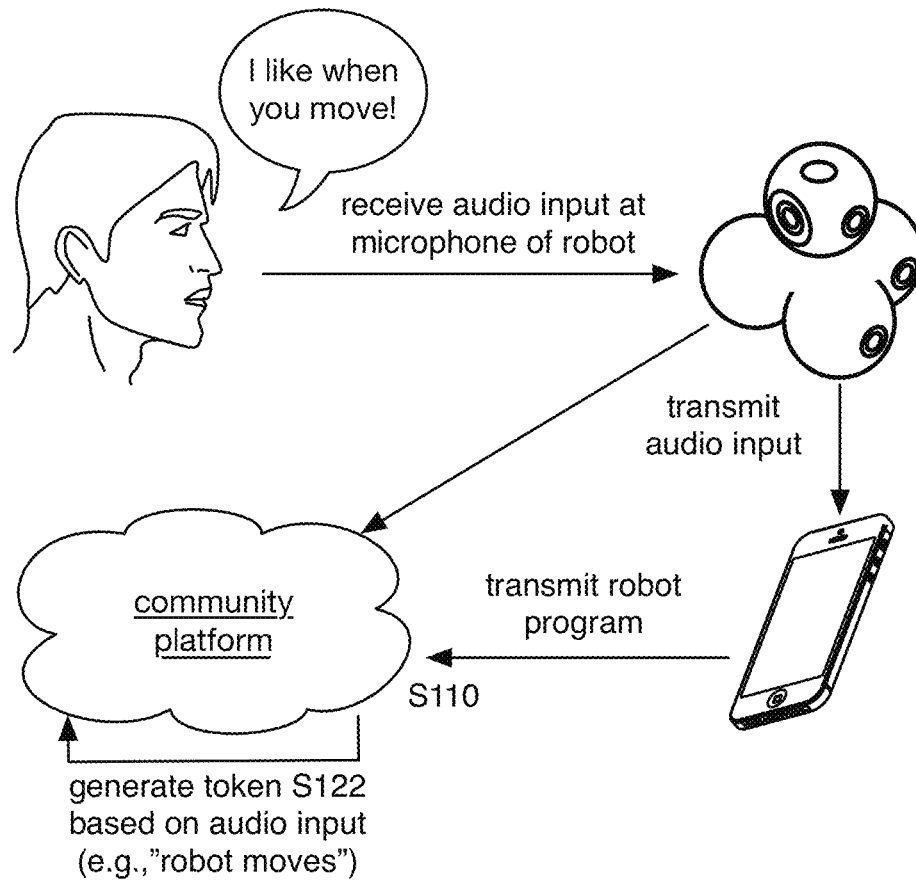 I like when
you move!
receive audio input at
microphone of robot
transmit
audio input
community
platform
transmit robot
program
S110
generate token S122
based on audio input
(e.g.,”robot moves”)